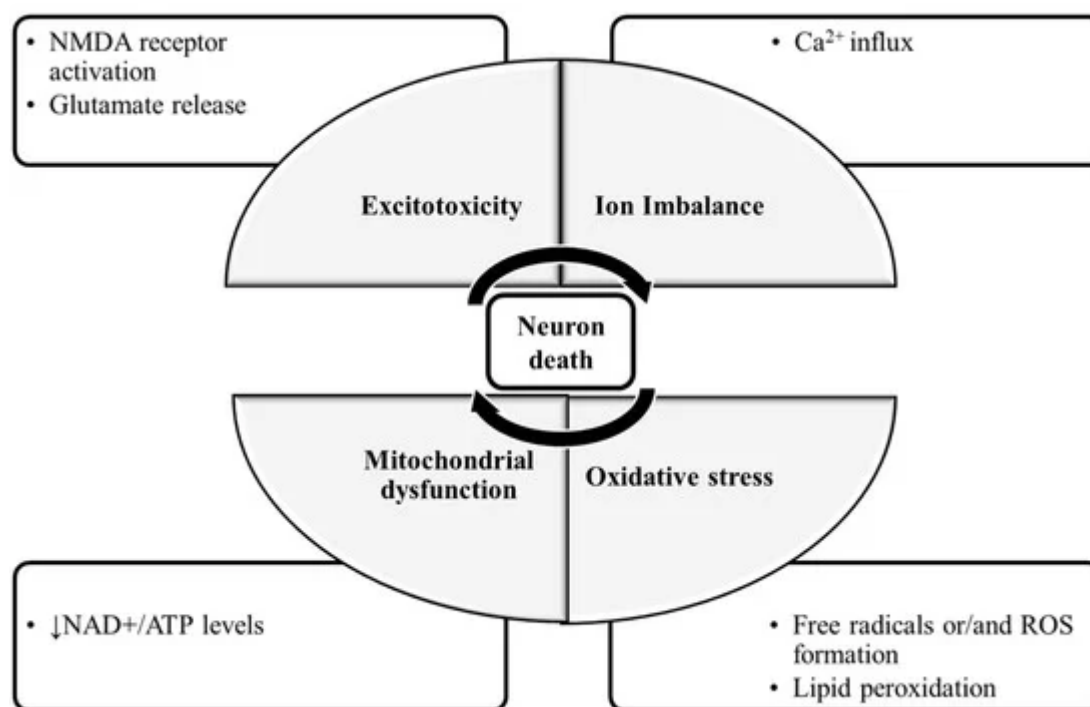 • NMDA receptor
activation
• Glutamate release
• Ca²⁺ influx
Excitotoxicity
Ion Imbalance
Neuron
death
Mitochondrial
dysfunction
Oxidative stress
• ↓NAD+/ATP levels
• Free radicals or/and ROS
formation
• Lipid peroxidation